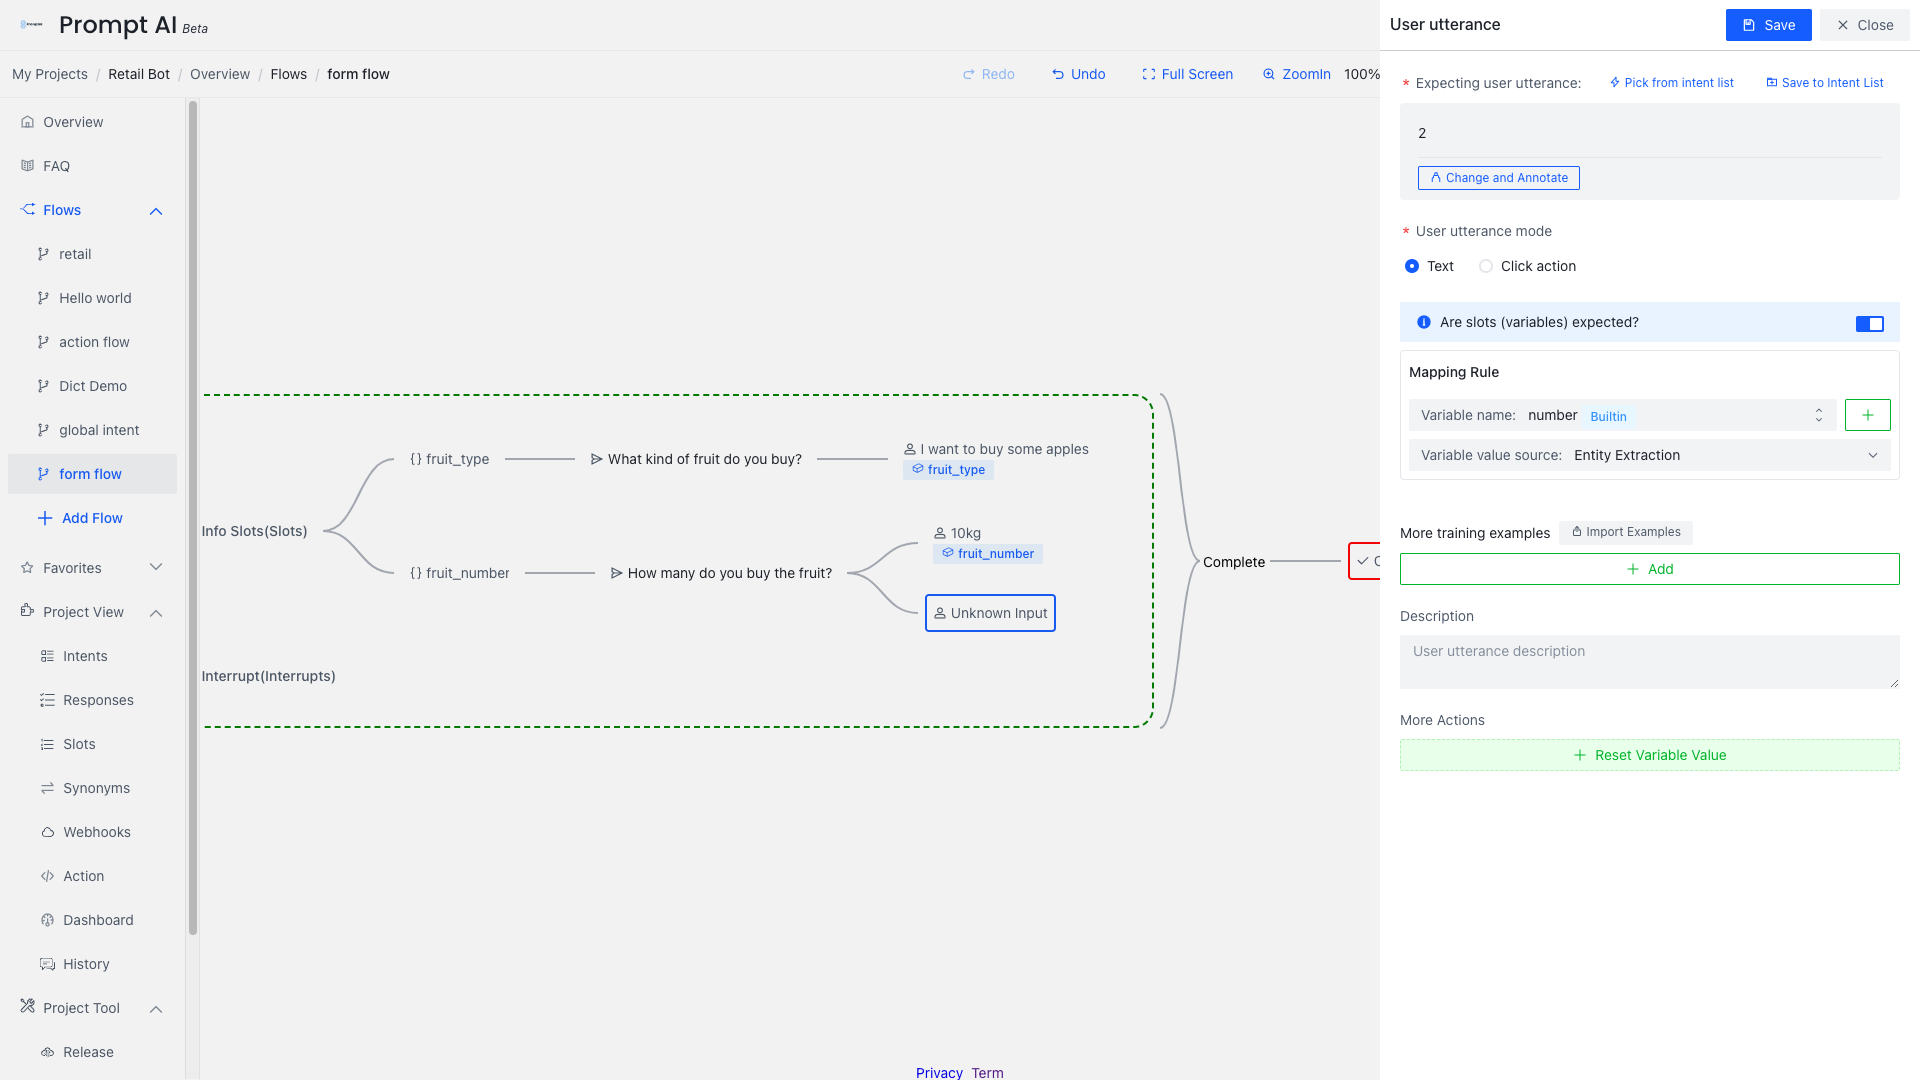 Prompt AI Beta
My Projects / Retail Bot / Overview / Flows / form flow
Redo
Undo
Full Screen
ZoomIn
100%
Overview
FAQ
Flows
retail
Hello world
action flow
Dict Demo
global intent
form flow
Add Flow
Favorites
Project View
Intents
Responses
Slots
Synonyms
Webhooks
Action
Dashboard
History
Project Tool
Release
Info Slots(Slots)
{} fruit_type
What kind of fruit do you buy?
I want to buy some apples
fruit_type
{} fruit_number
How many do you buy the fruit?
10kg
fruit_number
Unknown Input
Interrupt(Interrupts)
Complete
Privacy Term
User utterance
Save
Close
* Expecting user utterance:
Pick from intent list
Save to Intent List
2
Change and Annotate
* User utterance mode
Text
Click action
Are slots (variables) expected?
Mapping Rule
Variable name: number Builtin
Variable value source: Entity Extraction
More training examples
Import Examples
Add
Description
User utterance description
More Actions
Reset Variable Value